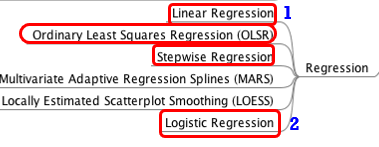 Linear Regression 1
Ordinary Least Squares Regression (OLSR)
Stepwise Regression
Regression
Multivariate Adaptive Regression Splines (MARS)
Locally Estimated Scatterplot Smoothing (LOESS)
Logistic Regression 2